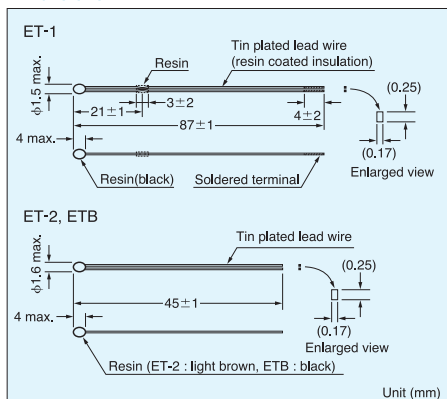 ET-1
Resin
Tin plated lead wire
(resin coated insulation)
φ1.5 max.
3±2
4±2
(0.25)
21±1
87±1
4 max.
(0.17)
Enlarged view
Resin(black)
Soldered terminal
ET-2, ETB
Tin plated lead wire
φ1.6 max.
(0.25)
45±1
4 max.
(0.17)
Enlarged view
Resin (ET-2 : light brown, ETB : black)
Unit (mm)